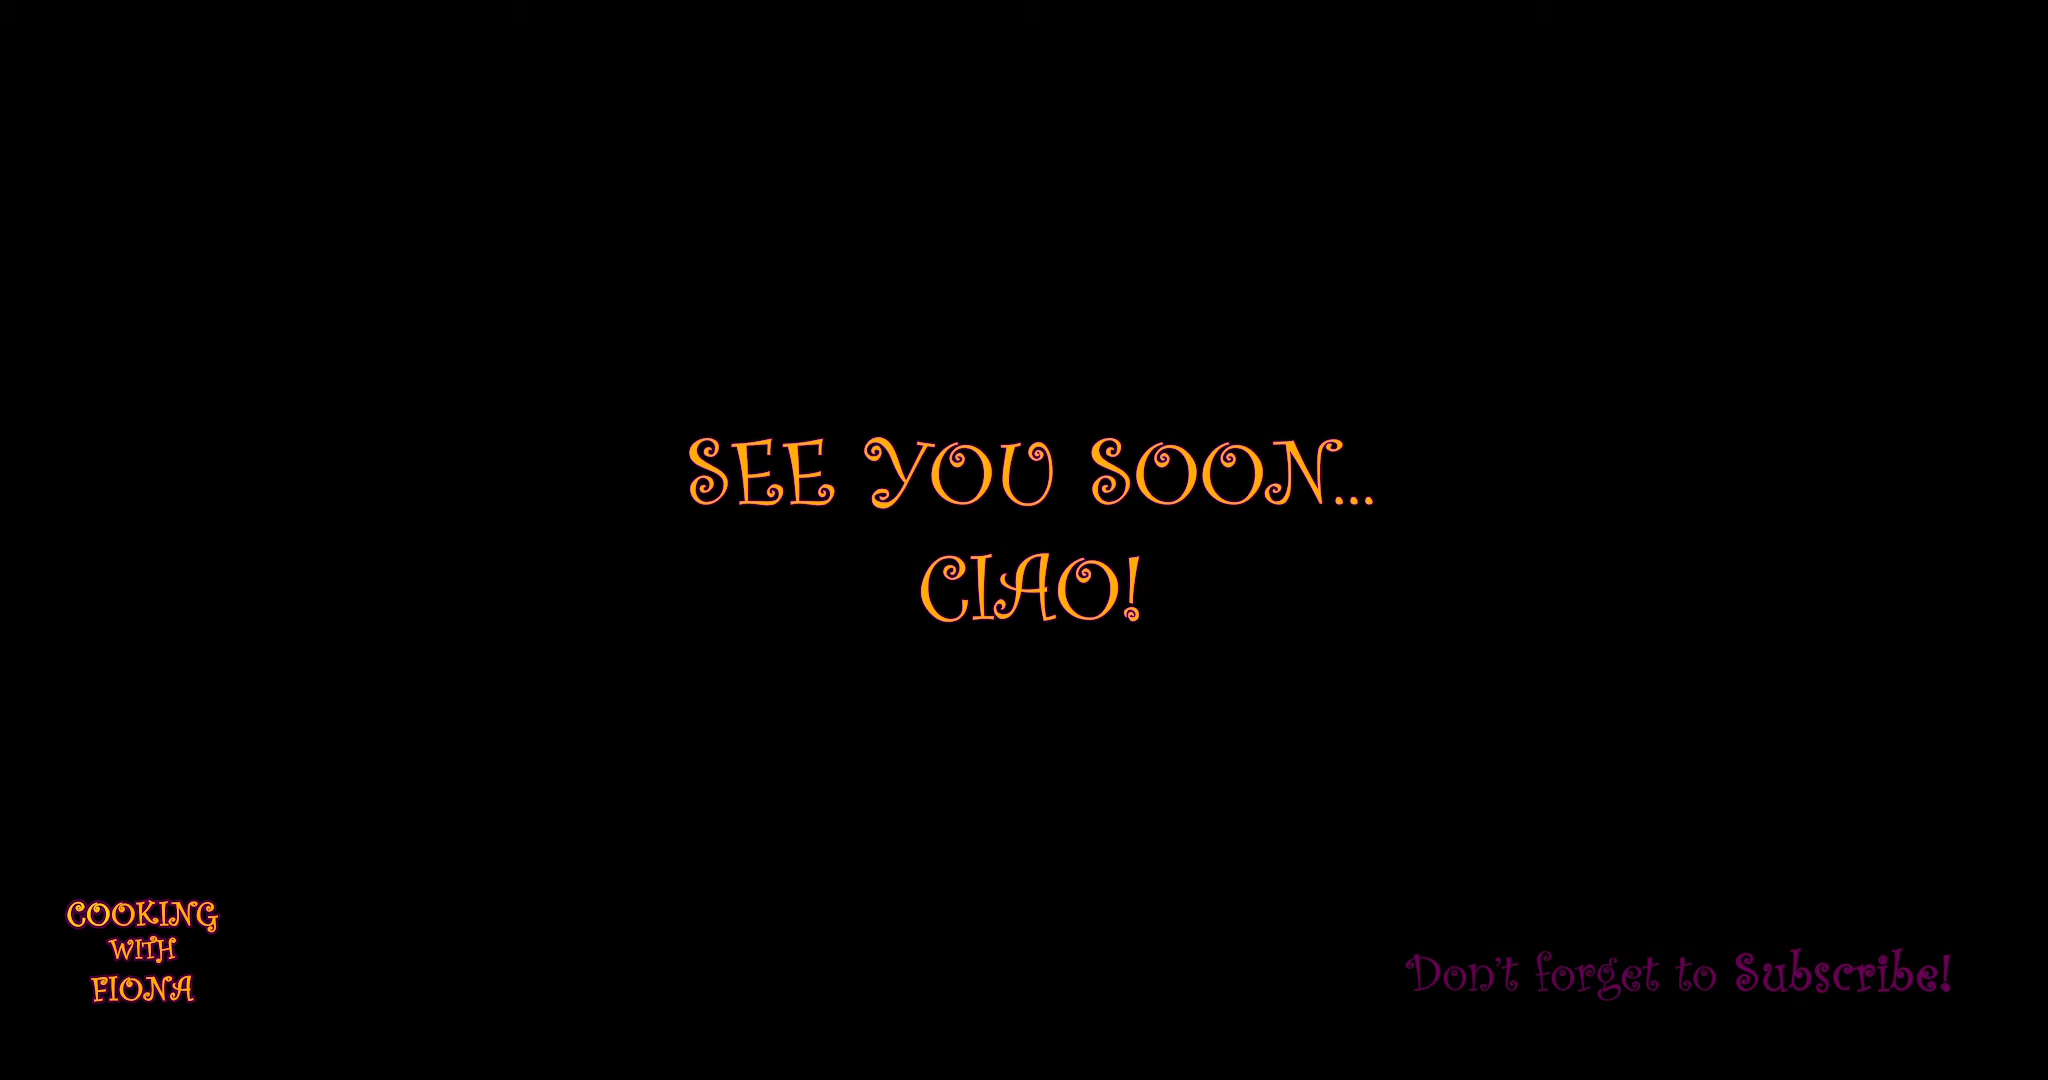 SEE YOU SOON...
CIAO!
COOKING
WITH
FIONA
Don't forget to Subscribe!